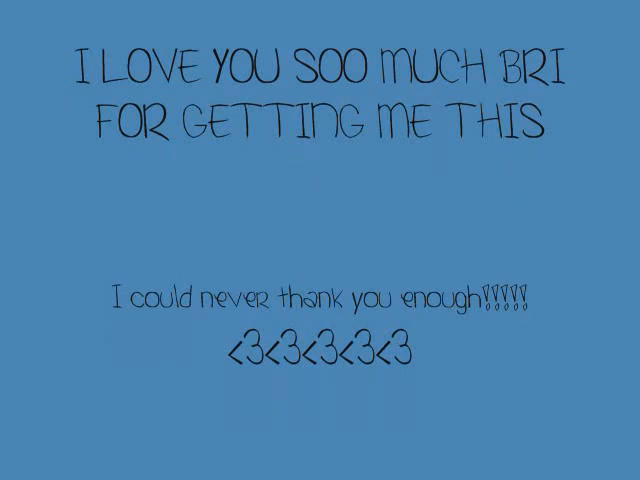 I LOVE YOU SOO MUCH BRI
FOR GETTING ME THIS
I could never thank you enough!!!!!
<3<3<3<3<3